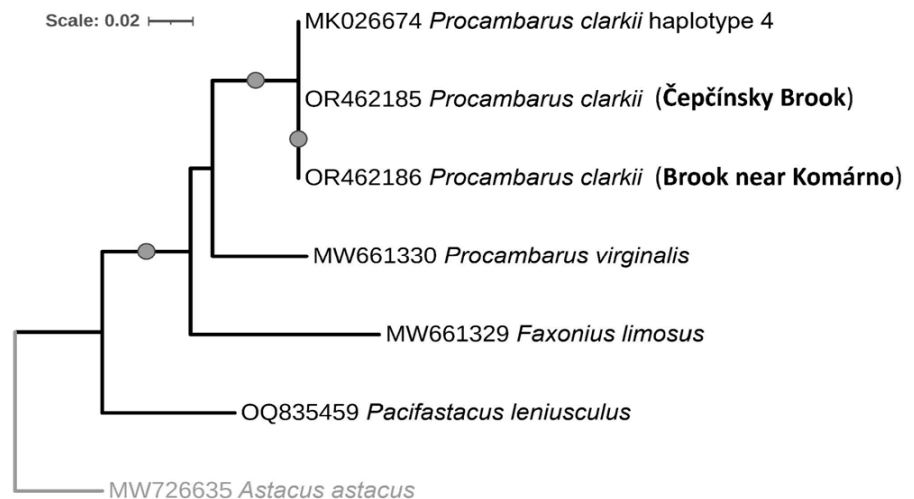 Scale: 0.02
MK026674 Procambarus clarkii haplotype 4
OR462185 Procambarus clarkii (Čepčínsky Brook)
OR462186 Procambarus clarkii (Brook near Komárno)
MW661330 Procambarus virginalis
MW661329 Faxonius limosus
OQ835459 Pacifastacus leniusculus
MW726635 Astacus astacus